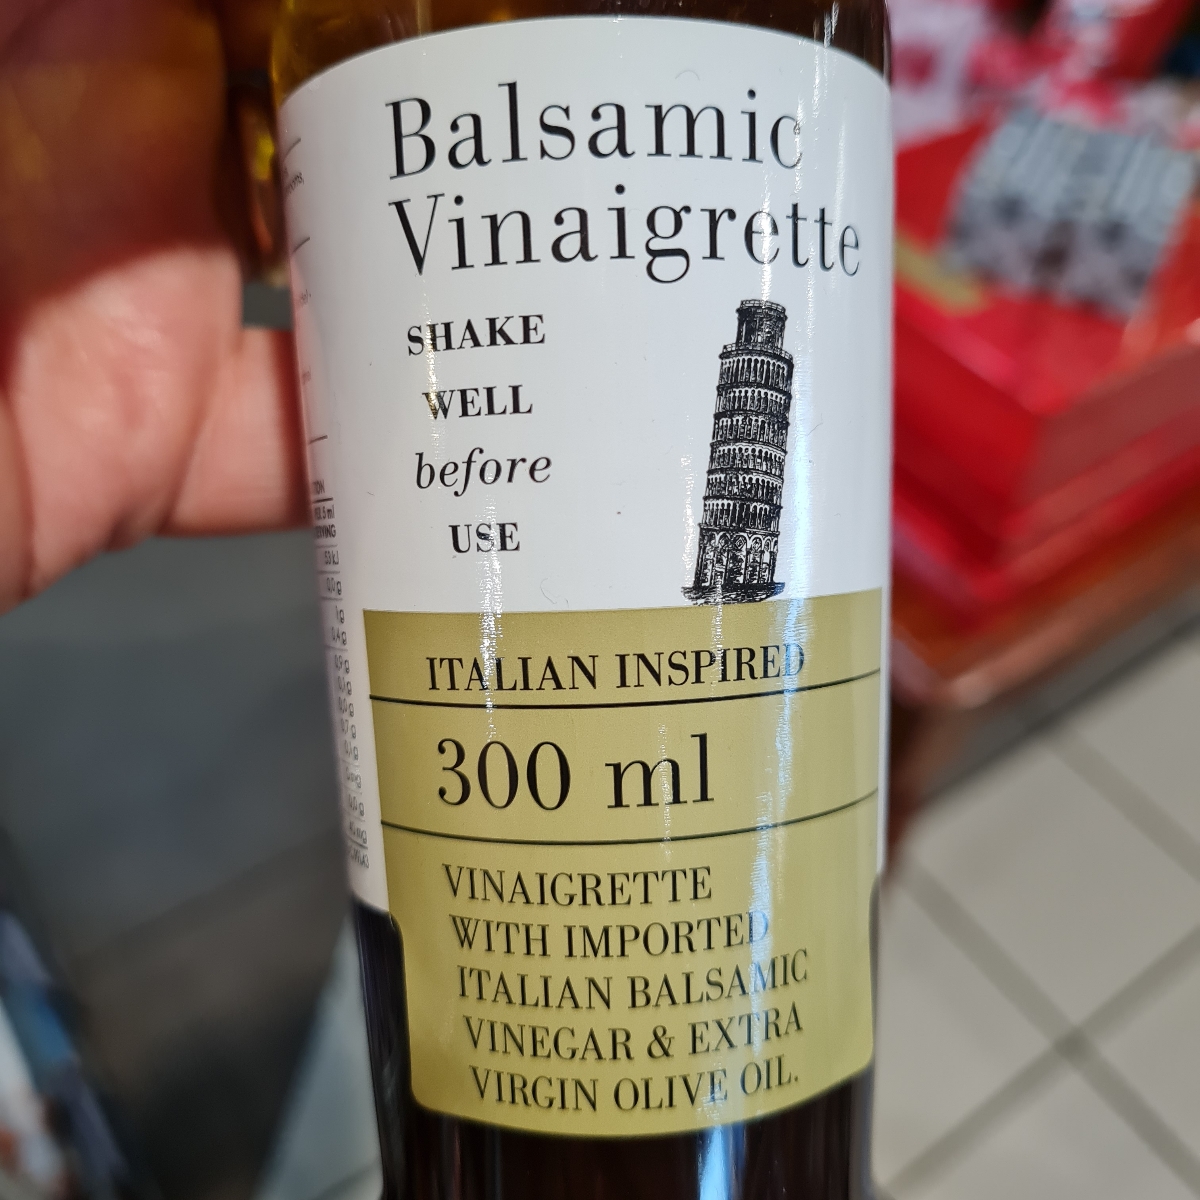 Balsamic
Vinaigrette
SHAKE
WELL
before
USE
ITALIAN INSPIRED
300 ml
VINAIGRETTE
WITH IMPORTED
ITALIAN BALSAMIC
VINEGAR & EXTRA
VIRGIN OLIVE OIL.